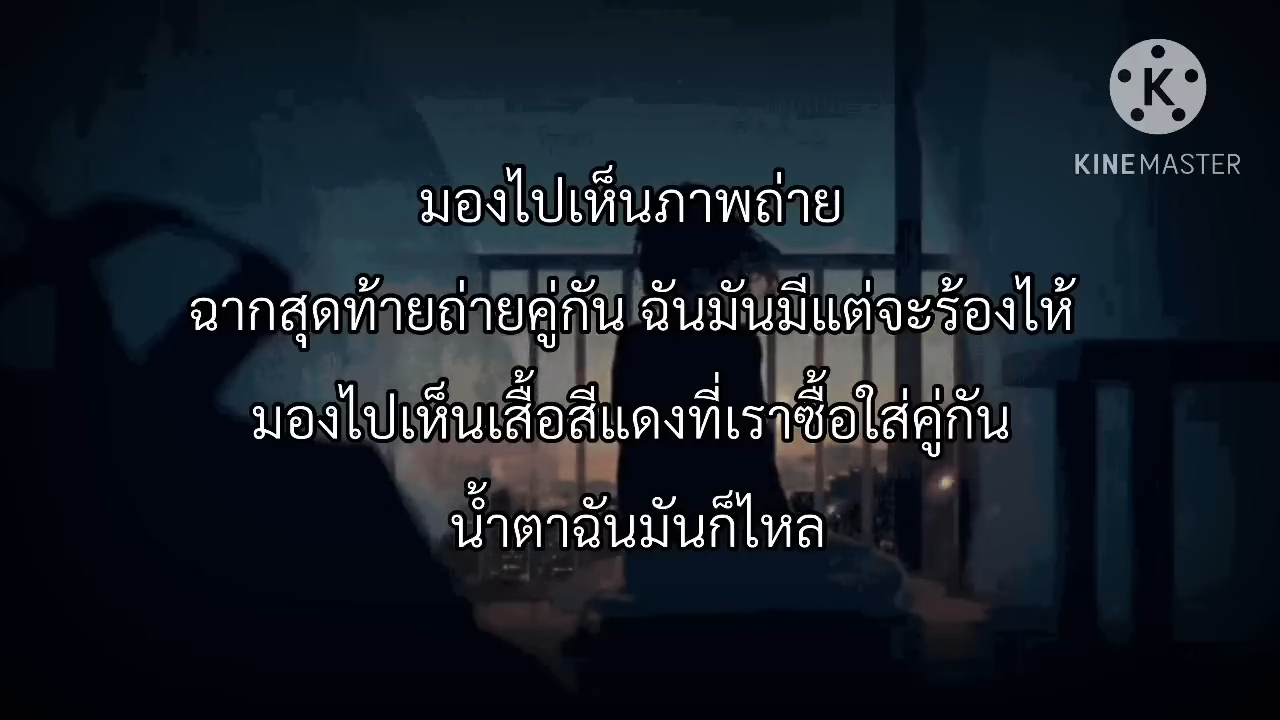 KINEMASTER
มองไปเห็นภาพถ่าย
ฉากสุดท้ายถ่ายคู่กัน ฉันมันมีแต่จะร้องไห้
มองไปเห็นเสื้อสีแดงที่เราซื้อใส่คู่กัน
น้ำตาฉันมันก็ไหล